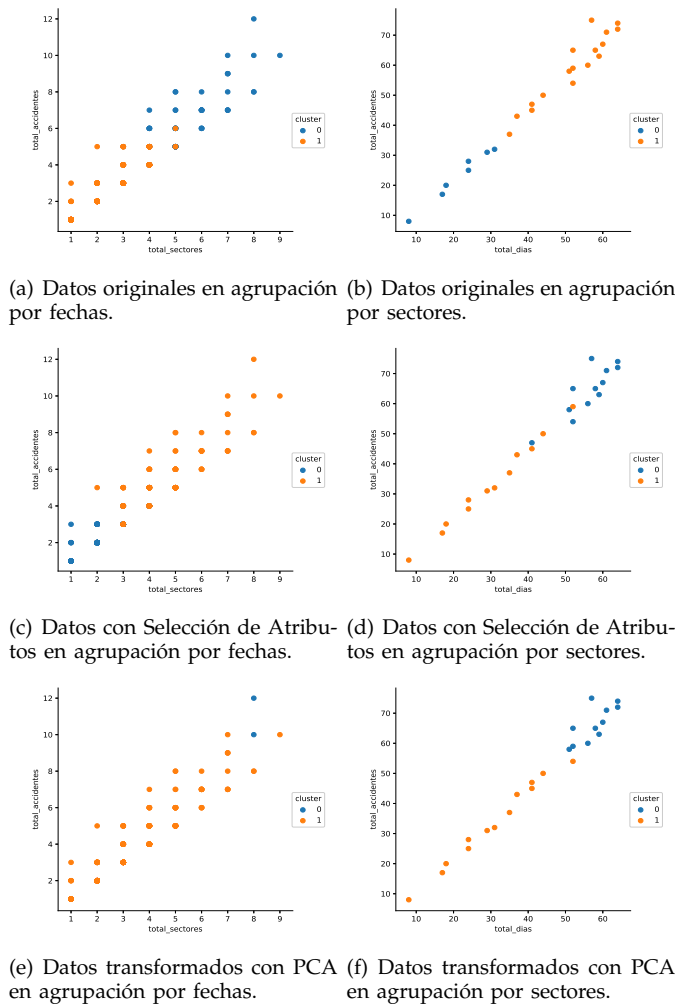 12
10
8
6
4
2
total_accidentes
1 2 3 4 5 6 7 8 9
total_sectores
cluster
0
1
70
60
50
40
30
20
10
total_accidentes
10 20 30 40 50 60
total_dias
cluster
0
1
(a) Datos originales en agrupación
por fechas.
(b) Datos originales en agrupación
por sectores.
12
10
8
6
4
2
total_accidentes
1 2 3 4 5 6 7 8 9
total_sectores
cluster
0
1
70
60
50
40
30
20
10
total_accidentes
10 20 30 40 50 60
total_dias
cluster
0
1
(c) Datos con Selección de Atribu-
tos en agrupación por fechas.
(d) Datos con Selección de Atribu-
tos en agrupación por sectores.
12
10
8
6
4
2
total_accidentes
1 2 3 4 5 6 7 8 9
total_sectores
cluster
0
1
70
60
50
40
30
20
10
total_accidentes
10 20 30 40 50 60
total_dias
cluster
0
1
(e) Datos transformados con PCA
en agrupación por fechas.
(f) Datos transformados con PCA
en agrupación por sectores.